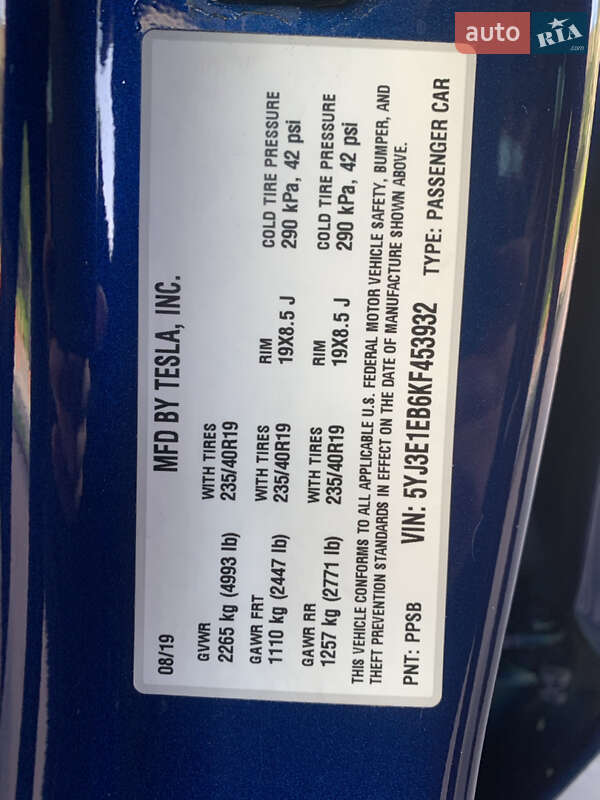 auto RIA .com
08/19 MFD BY TESLA, INC.
GVWR WITH TIRES
2265 kg (4993 lb) 235/40R19
GAWR FRT WITH TIRES RIM COLD TIRE PRESSURE
1110 kg (2447 lb) 235/40R19 19X8.5 J 290 kPa, 42 psi
GAWR RR WITH TIRES RIM COLD TIRE PRESSURE
1257 kg (2771 lb) 235/40R19 19X8.5 J 290 kPa, 42 psi
THIS VEHICLE CONFORMS TO ALL APPLICABLE U.S. FEDERAL MOTOR VEHICLE SAFETY, BUMPER, AND
THEFT PREVENTION STANDARDS IN EFFECT ON THE DATE OF MANUFACTURE SHOWN ABOVE.
PNT: PPSB VIN: 5YJ3E1EB6KF453932 TYPE: PASSENGER CAR